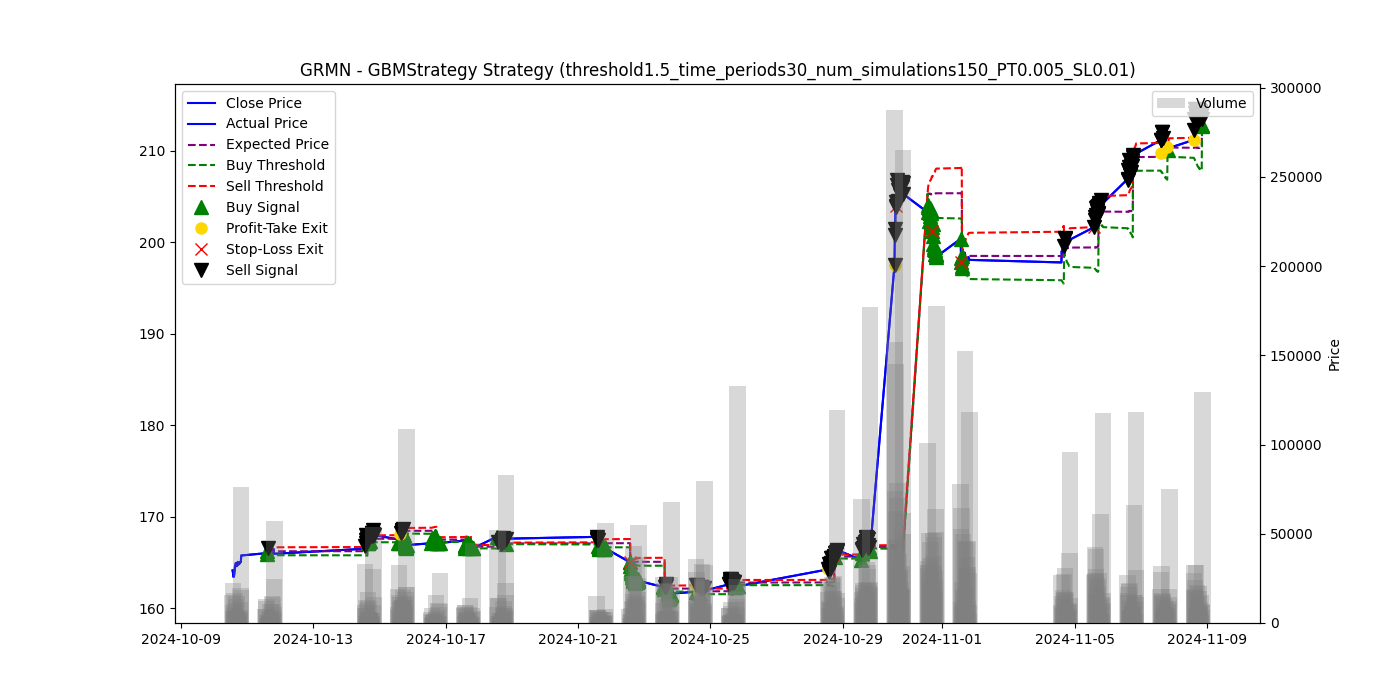 GRMN - GBMStrategy Strategy (threshold1.5_time_periods30_num_simulations150_PT0.005_SL0.01)
Close Price
Actual Price
Expected Price
Buy Threshold
Sell Threshold
Buy Signal
Profit-Take Exit
Stop-Loss Exit
Sell Signal
Volume
210
200
190
180
170
160
300000
250000
200000
150000
100000
50000
0
Price
2024-10-09
2024-10-13
2024-10-17
2024-10-21
2024-10-25
2024-10-29
2024-11-01
2024-11-05
2024-11-09